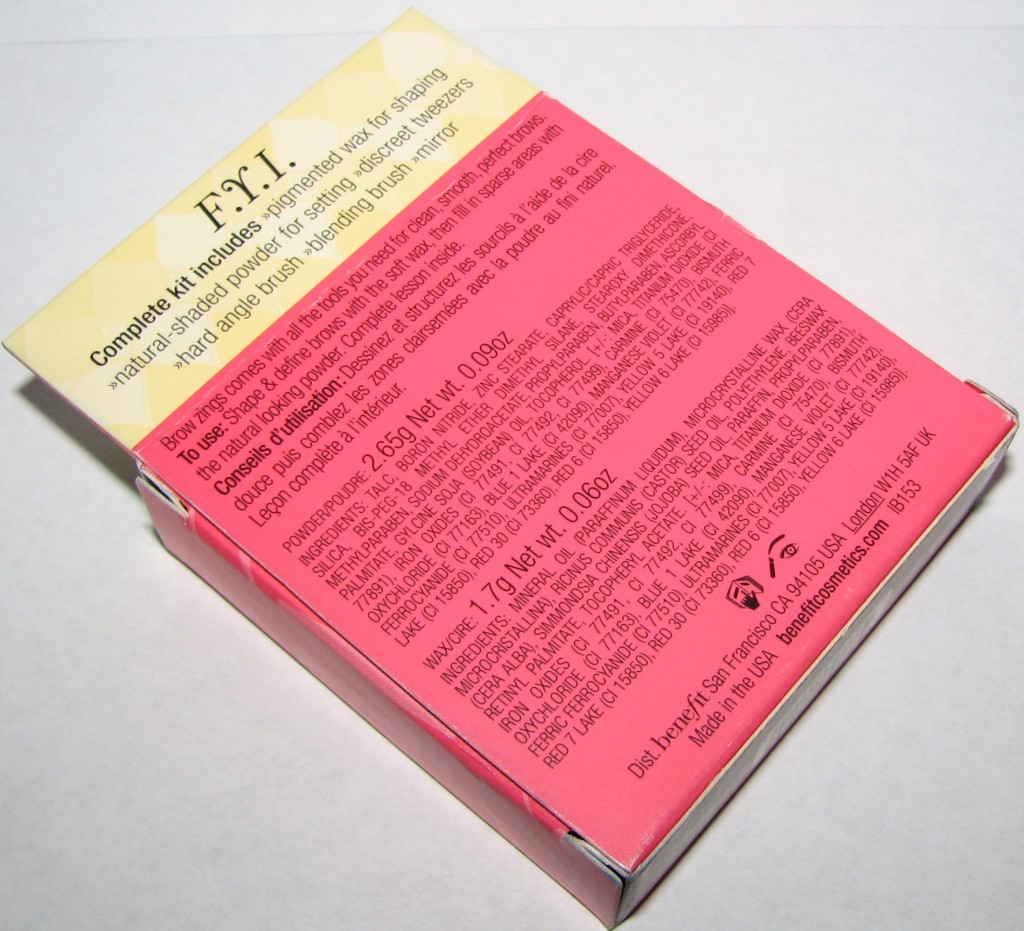 F.Y.I.
Complete kit includes »pigmented wax for shaping
»natural-shaded powder for setting »discreet tweezers
»hard angle brush »blending brush »mirror
Brow zings comes with all the tools you need for clean, smooth, perfect brows.
To use: Shape & define brows with the soft wax, then fill in sparse areas with
the natural looking powder. Complete lesson inside.
Conseils d'utilisation: Dessinez et structurez les sourcils à l'aide de la cire
douce puis comblez les zones clairsemées avec la poudre au fini naturel.
Leçon complète à l'intérieur.
POWDER/POUDRE: 2.65g Net wt. 0.09oz
INGREDIENTS: TALC, BORON NITRIDE, ZINC STEARATE, CAPRYLIC/CAPRIC TRIGLYCERIDE,
SILICA, BIS-PEG-18 METHYL ETHER DIMETHYL SILANE, STEAROXY DIMETHICONE,
METHYLPARABEN, SODIUM DEHYDROACETATE, PROPYLPARABEN, BUTYLPARABEN, ASCORBYL
PALMITATE, GLYCINE SOJA (SOYBEAN) OIL, TOCOPHEROL, [+/-: MICA, TITANIUM DIOXIDE (CI
77891), IRON OXIDES (CI 77491, CI 77492, CI 77499), CARMINE (CI 75470), BISMUTH
OXYCHLORIDE (CI 77163), BLUE 1 LAKE (CI 42090), MANGANESE VIOLET (CI 77742), FERRIC
FERROCYANIDE (CI 77510), ULTRAMARINES (CI 77007), YELLOW 5 LAKE (CI 19140), RED 7
LAKE (CI 15850), RED 30 (CI 73360), RED 6 (CI 15850), YELLOW 6 LAKE (CI 15985)].
WAX/CIRE: 1.7g Net wt. 0.06oz
INGREDIENTS: MINERAL OIL (PARAFFINUM LIQUIDUM), MICROCRYSTALLINE WAX (CERA
MICROCRISTALLINA), RICINUS COMMUNIS (CASTOR) SEED OIL, POLYETHYLENE, BEESWAX
(CERA ALBA), SIMMONDSIA CHINENSIS (JOJOBA) SEED OIL, PARAFFIN, PROPYLPARABEN,
RETINYL PALMITATE, TOCOPHERYL ACETATE, [+/-: MICA, TITANIUM DIOXIDE (CI 77891),
IRON OXIDES (CI 77491, CI 77492, CI 77499), CARMINE (CI 75470), BISMUTH
OXYCHLORIDE (CI 77163), BLUE 1 LAKE (CI 42090), MANGANESE VIOLET (CI 77742),
FERRIC FERROCYANIDE (CI 77510), ULTRAMARINES (CI 77007), YELLOW 5 LAKE (CI 19140),
RED 7 LAKE (CI 15850), RED 30 (CI 73360), RED 6 (CI 15850), YELLOW 6 LAKE (CI 15985)].
Dist. benefit San Francisco CA 94105 USA London W1TH 5AF UK
Made in the USA benefitcosmetics.com IB153